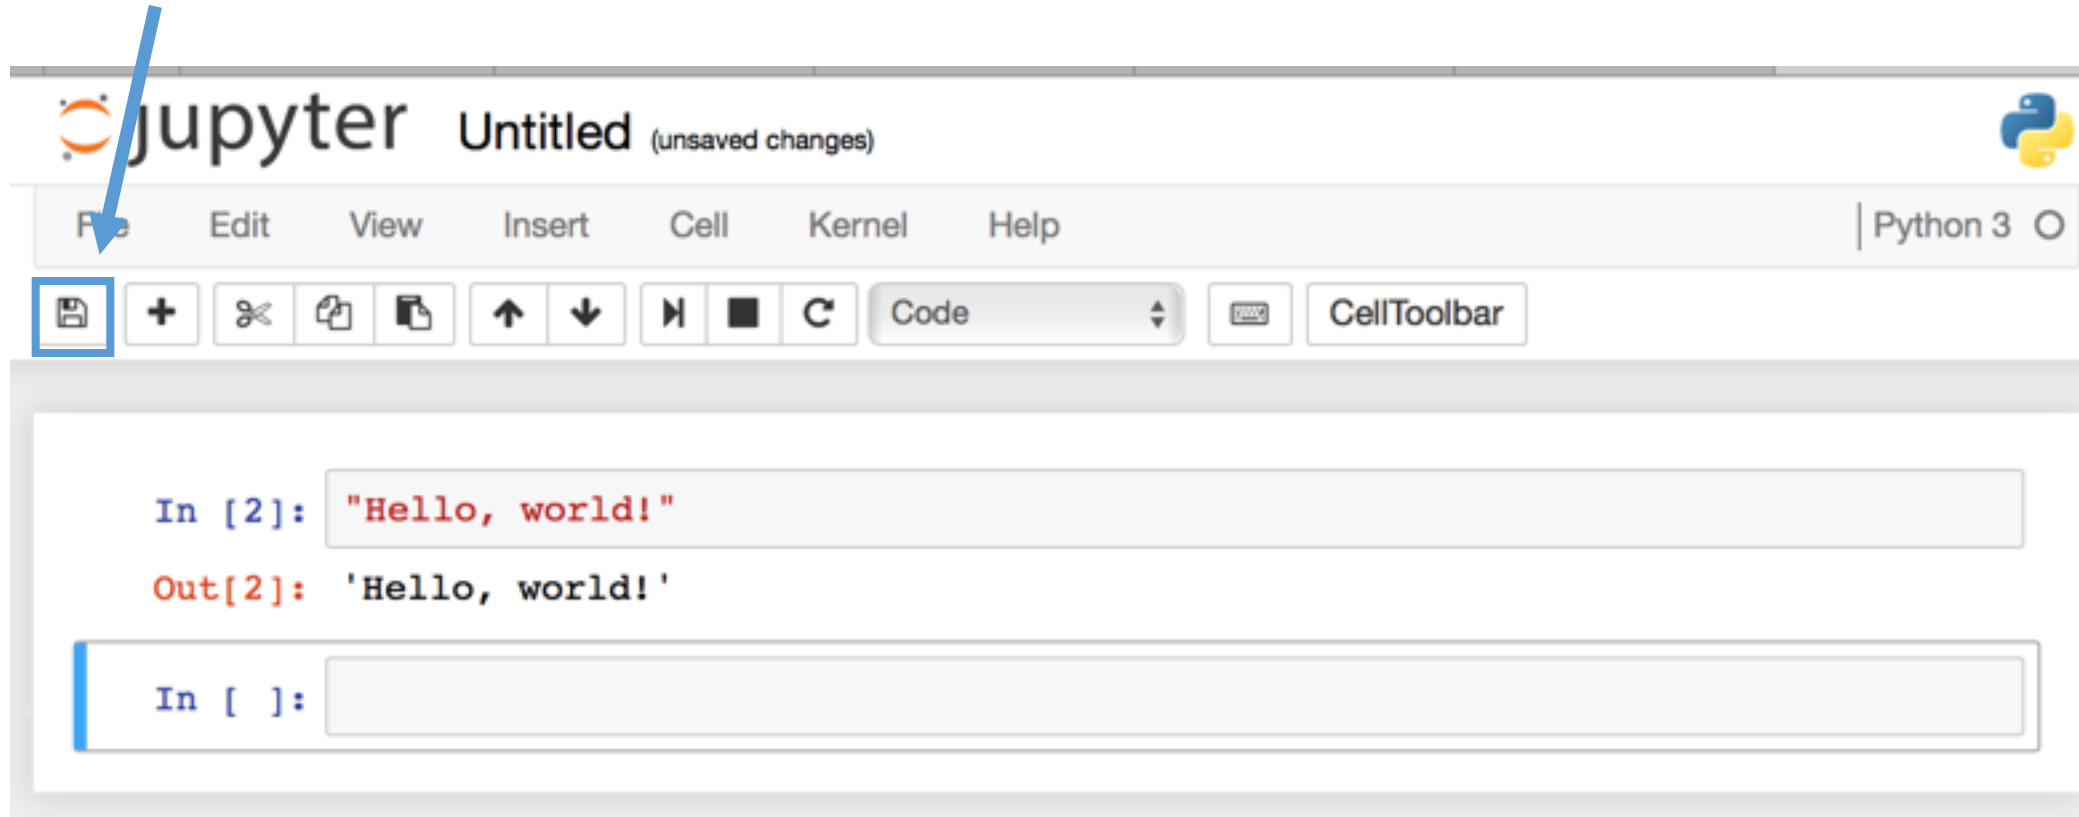 jupyter Untitled (unsaved changes)
File Edit View Insert Cell Kernel Help Python 3
Code CellToolbar
In [2]: "Hello, world!"
Out[2]: 'Hello, world!'
In [ ]: